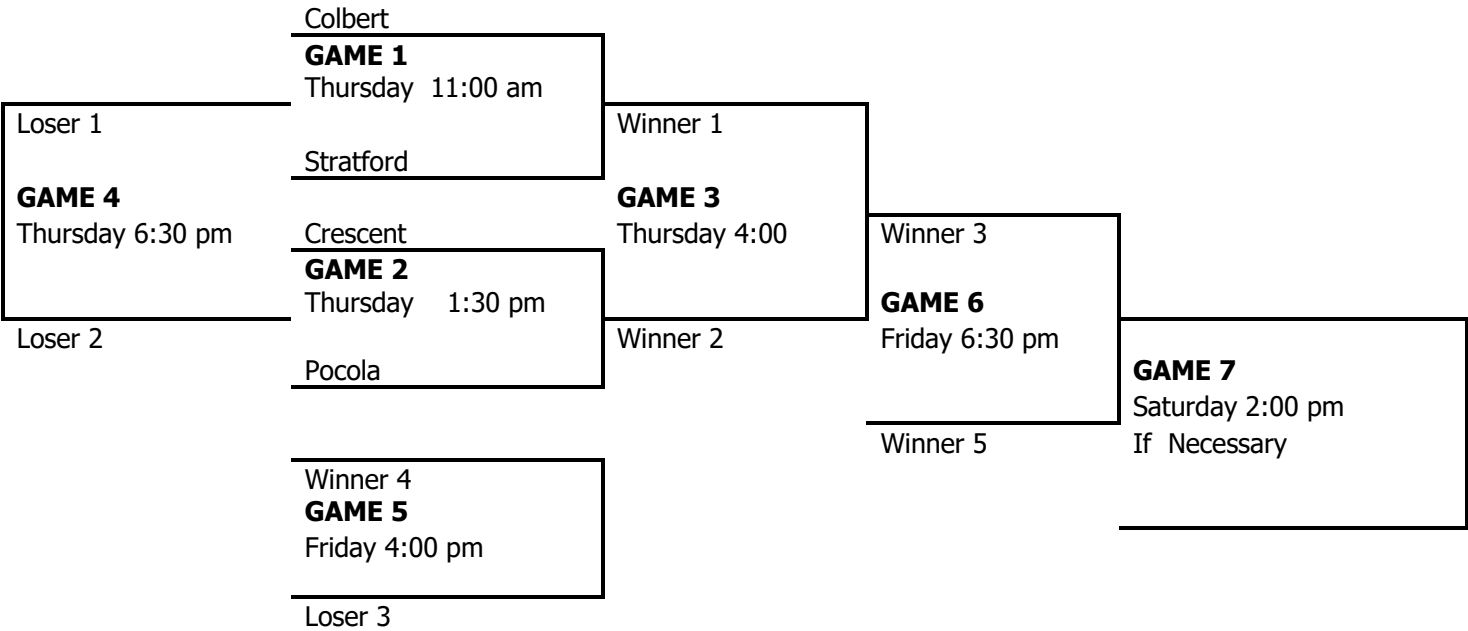 Colbert
GAME 1
Thursday 11:00 am
Loser 1
Winner 1
Stratford
GAME 4
GAME 3
Thursday 6:30 pm
Crescent
Thursday 4:00
Winner 3
GAME 2
Thursday 1:30 pm
GAME 6
Loser 2
Winner 2
Friday 6:30 pm
Pocola
GAME 7
Saturday 2:00 pm
Winner 5
If Necessary
Winner 4
GAME 5
Friday 4:00 pm
Loser 3